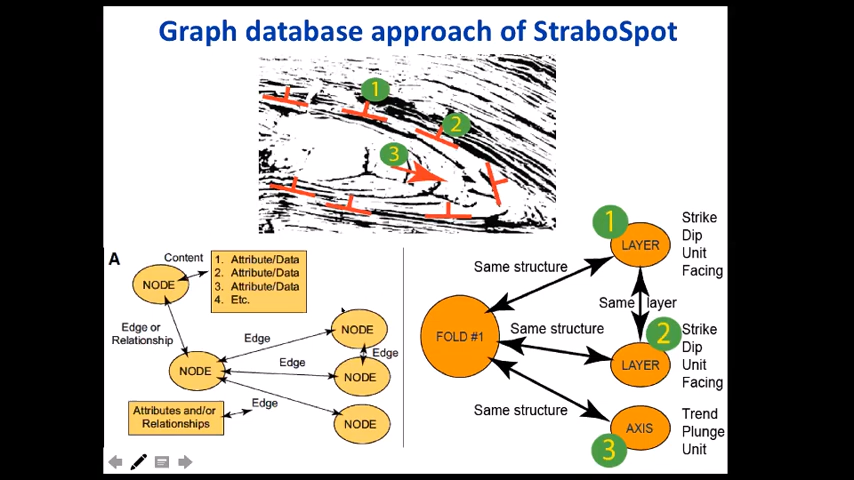 Graph database approach of StraboSpot
1
2
3
A
Content
NODE
1. Attribute/Data
2. Attribute/Data
3. Attribute/Data
4. Etc.
Edge or
Relationship
NODE
Edge
NODE
Edge
Edge
NODE
Attributes and/or
Relationships
Edge
NODE
1
LAYER
Strike
Dip
Unit
Facing
Same structure
Same layer
FOLD #1
Same structure
2
LAYER
Strike
Dip
Unit
Facing
Same structure
AXIS
3
Trend
Plunge
Unit